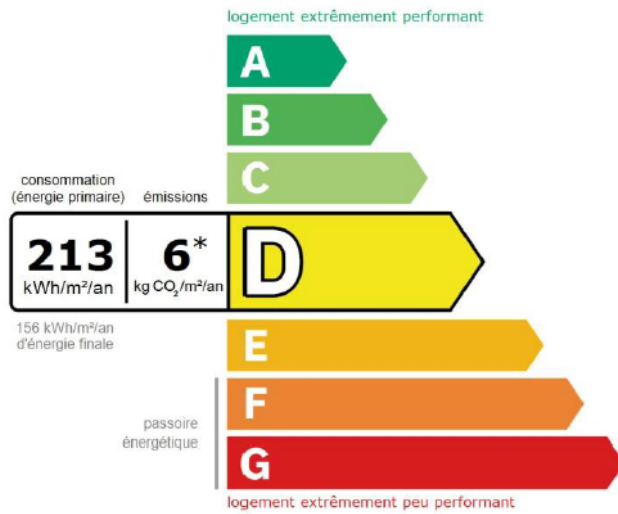 logement extrêmement performant
A
B
C
consommation
(énergie primaire)
émissions
213
kWh/m²/an
6*
kg CO₂/m²/an
D
156 kWh/m²/an
d'énergie finale
E
F
passoire
énergétique
G
logement extrêmement peu performant